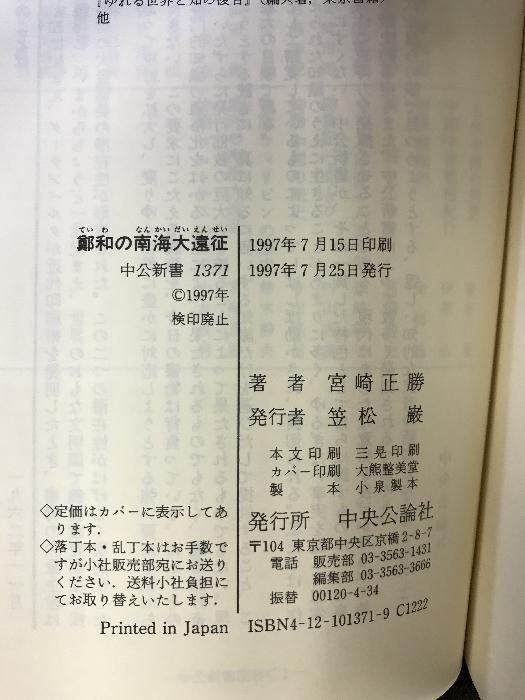 『ゆれる世界と知の復活
他
てい わ なん かい だい えん せい
鄭和の南海大遠征
中公新書 1371
©1997年
検印廃止
1997年7月15日印刷
1997年7月25日発行
著 者 宮崎正勝
発行者 笠松 巌
本文印刷 三晃印刷
カバー印刷 大熊整美堂
製 本 小泉製本
発行所 中央公論社
〒104 東京都中央区京橋2-8-7
電話 販売部 03-3563-1431
編集部 03-3563-3666
振替 00120-4-34
◇定価はカバーに表示してあ
ります.
◇落丁本・乱丁本はお手数で
すが小社販売部宛にお送り
ください. 送料小社負担に
てお取り替えいたします.
Printed in Japan
ISBN4-12-101371-9 C1222